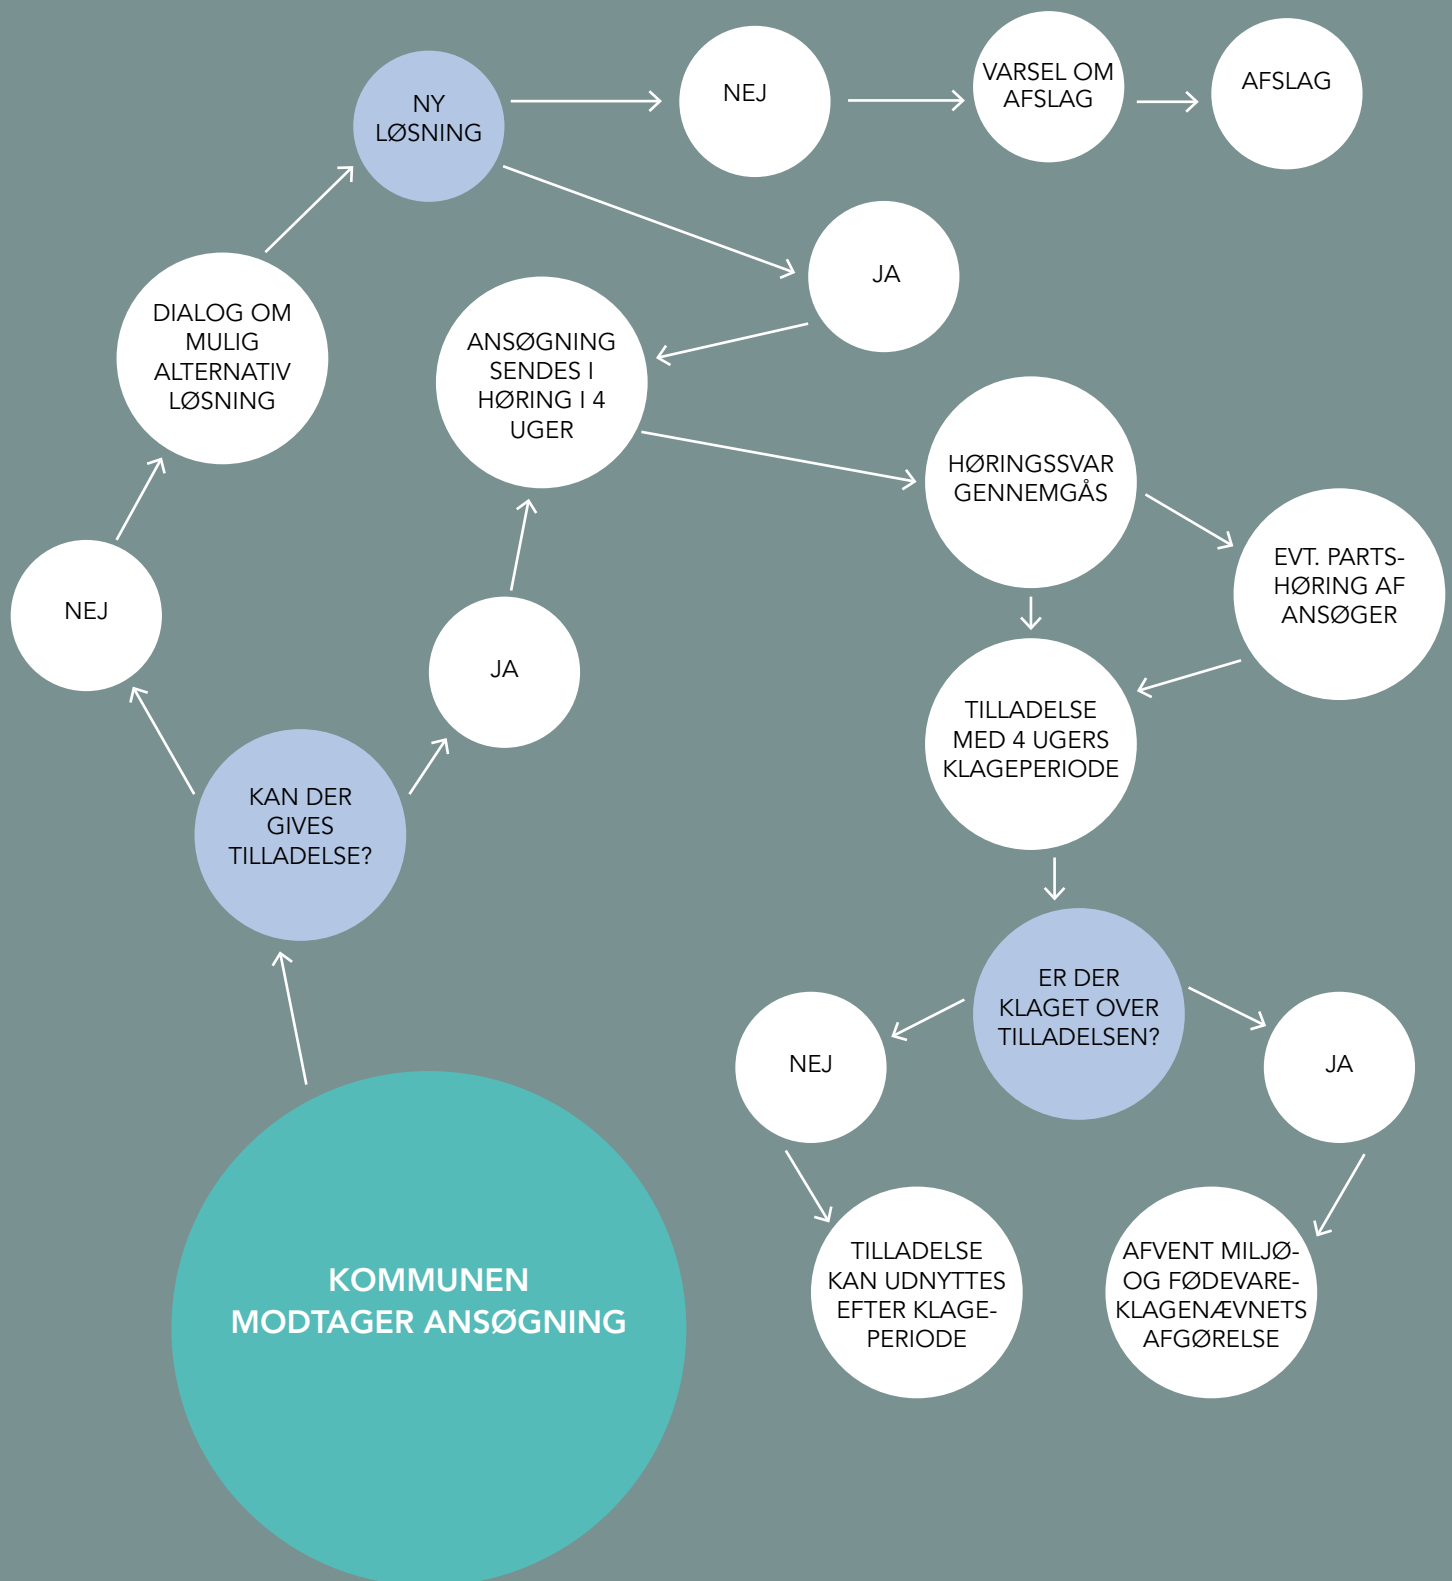 NY
LØSNING
NEJ
VARSEL OM
AFSLAG
AFSLAG
JA
DIALOG OM
MULIG
ALTERNATIV
LØSNING
ANSØGNING
SENDES I
HØRING I 4
UGER
HØRINGSSVAR
GENNEMGÅS
EVT. PARTS-
HØRING AF
ANSØGER
NEJ
JA
TILLADELSE
MED 4 UGERS
KLAGEPERIODE
KAN DER
GIVES
TILLADELSE?
ER DER
KLAGET OVER
TILLADELSEN?
NEJ
JA
TILLADELSE
KAN UDNYTTES
EFTER KLAGE-
PERIODE
AFVENT MILJØ-
OG FØDEVARE-
KLAGENÆVNETS
AFGØRELSE
KOMMUNEN
MODTAGER ANSØGNING